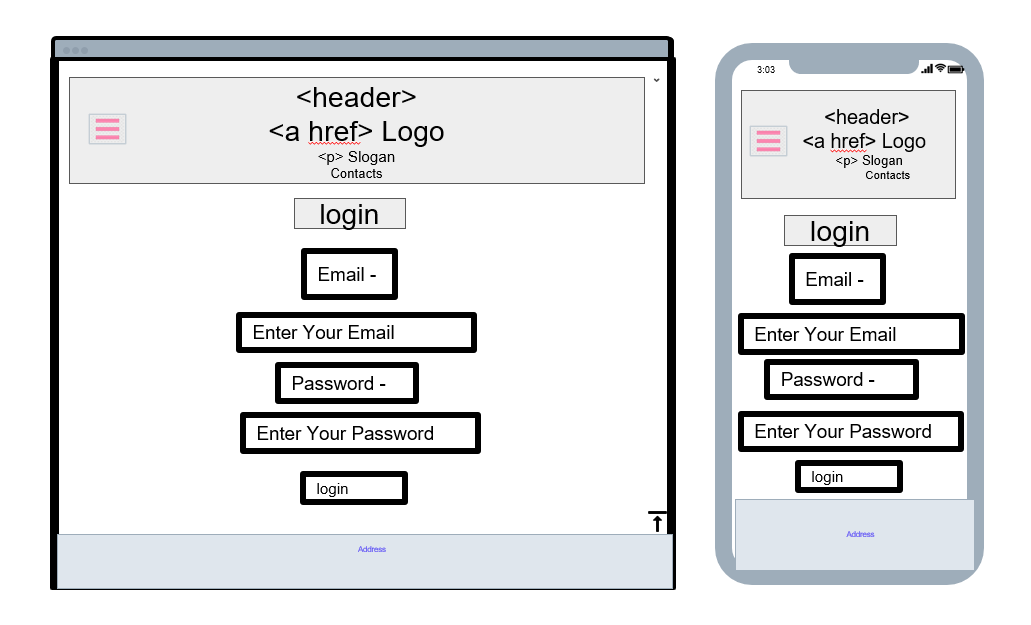 <header>
<a href> Logo
<p> Slogan
Contacts
login
Email -
Enter Your Email
Password -
Enter Your Password
login
Address
3:03
<header>
<a href> Logo
<p> Slogan
Contacts
login
Email -
Enter Your Email
Password -
Enter Your Password
login
Address